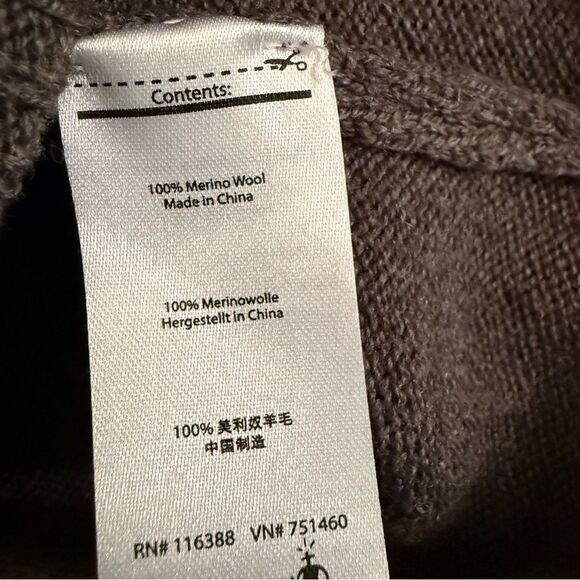 Contents:
100% Merino Wool
Made in China
100% Merinowolle
Hergestellt in China
100% 美利奴羊毛
中国制造
RN# 116388 VN# 751460